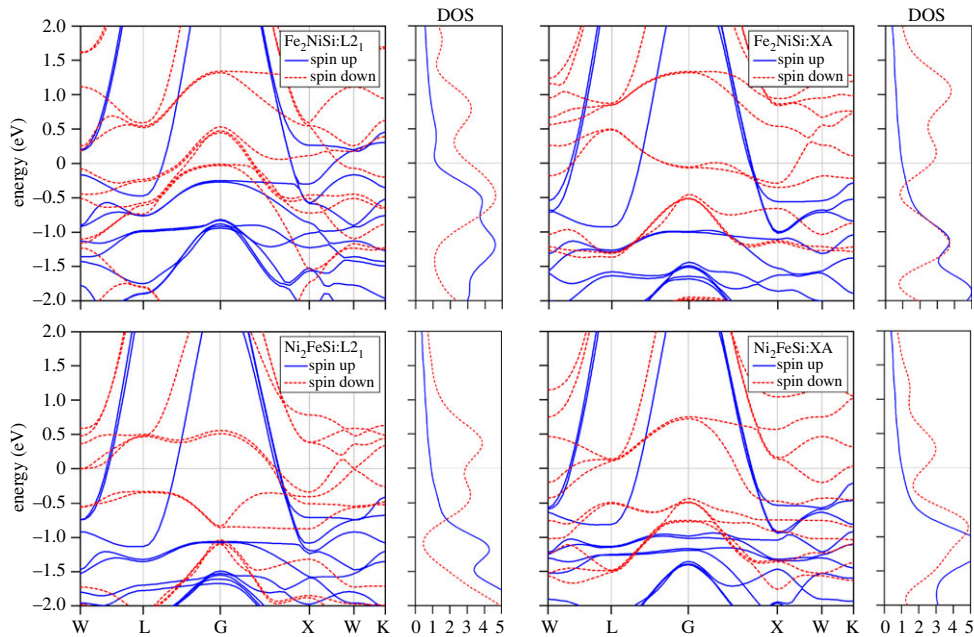 DOS
DOS
2.0
1.5
1.0
0.5
0
−0.5
−1.0
−1.5
−2.0
energy (eV)
Fe₂NiSi:L2₁
spin up
spin down
Fe₂NiSi:XA
spin up
spin down
2.0
1.5
1.0
0.5
0
−0.5
−1.0
−1.5
−2.0
energy (eV)
Ni₂FeSi:L2₁
spin up
spin down
Ni₂FeSi:XA
spin up
spin down
W L G X W K
0 1 2 3 4 5
W L G X W K
0 1 2 3 4 5